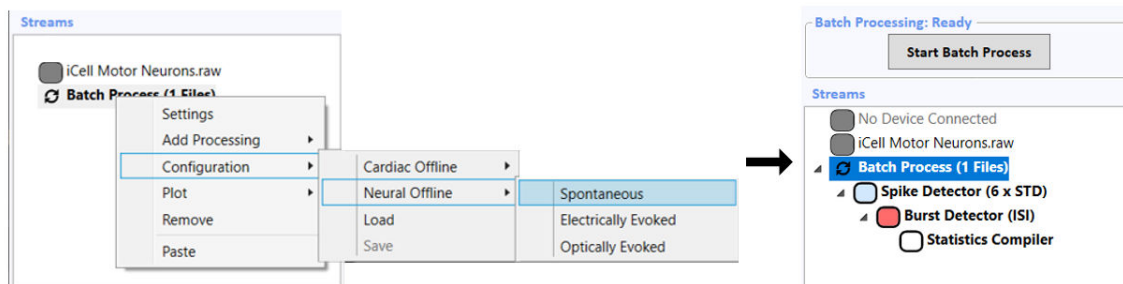 Streams
iCell Motor Neurons.raw
Batch Process (1 Files)
Settings
Add Processing
Configuration
Plot
Remove
Paste
Cardiac Offline
Neural Offline
Load
Save
Spontaneous
Electrically Evoked
Optically Evoked
Batch Processing: Ready
Start Batch Process
Streams
No Device Connected
iCell Motor Neurons.raw
Batch Process (1 Files)
Spike Detector (6 x STD)
Burst Detector (ISI)
Statistics Compiler